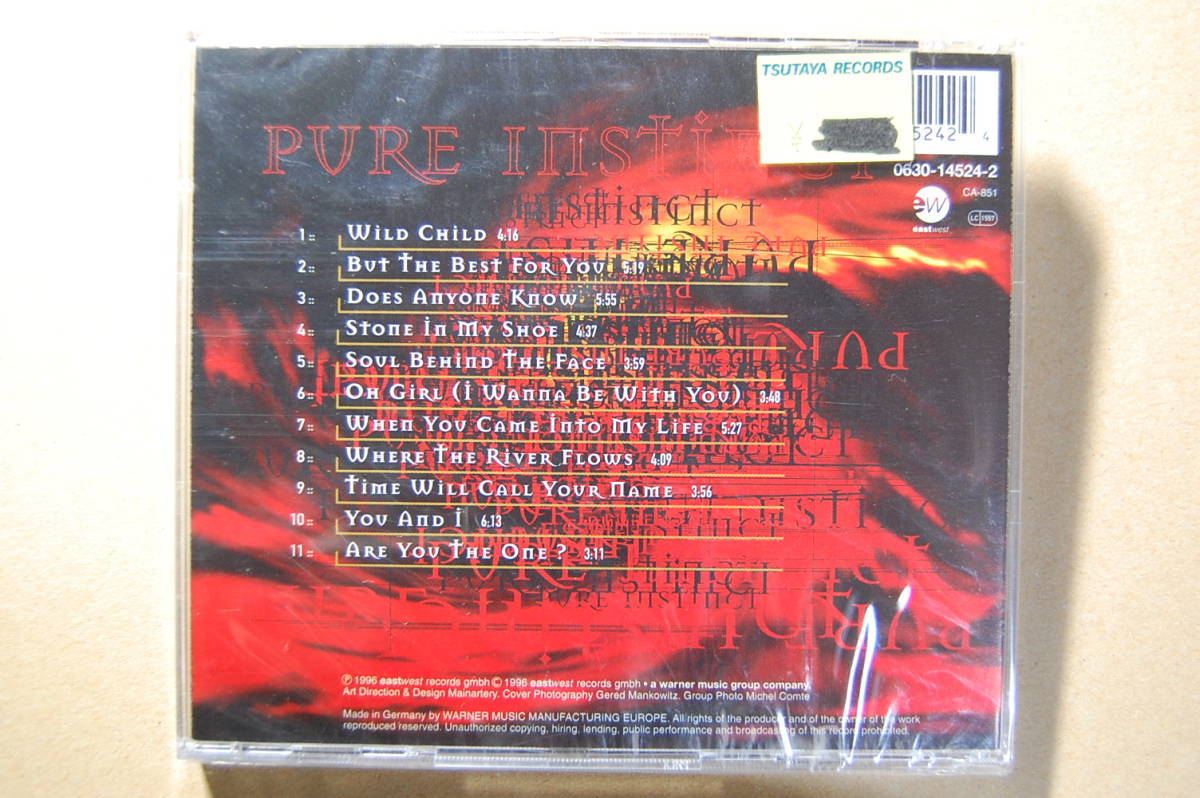 TSUTAYA RECORDS
PURE INSTINCT
5242 4
0630-14524-2
CA-851
ew
eastwest
LC 1557
1:: WILD CHILD 4:16
2:: BUT THE BEST FOR YOU 5:19
3:: DOES ANYONE KNOW 5:55
4:: STONE IN MY SHOE 4:37
5:: SOUL BEHIND THE FACE 3:59
6:: OH GIRL (I WANNA BE WITH YOU) 3:48
7:: WHEN YOU CAME INTO MY LIFE 5:27
8:: WHERE THE RIVER FLOWS 4:09
9:: TIME WILL CALL YOUR NAME 3:56
10:: YOU AND I 6:13
11:: ARE YOU THE ONE? 3:11
PURE INSTINCT
℗ 1996 eastwest records gmbh © 1996 eastwest records gmbh • a warner music group company.
Art Direction & Design Mainartery. Cover Photography Gered Mankowitz. Group Photo Michel Comte
Made in Germany by WARNER MUSIC MANUFACTURING EUROPE. All rights of the producer and of the owner of the work
reproduced reserved. Unauthorized copying, hiring, lending, public performance and broadcasting of this record prohibited.